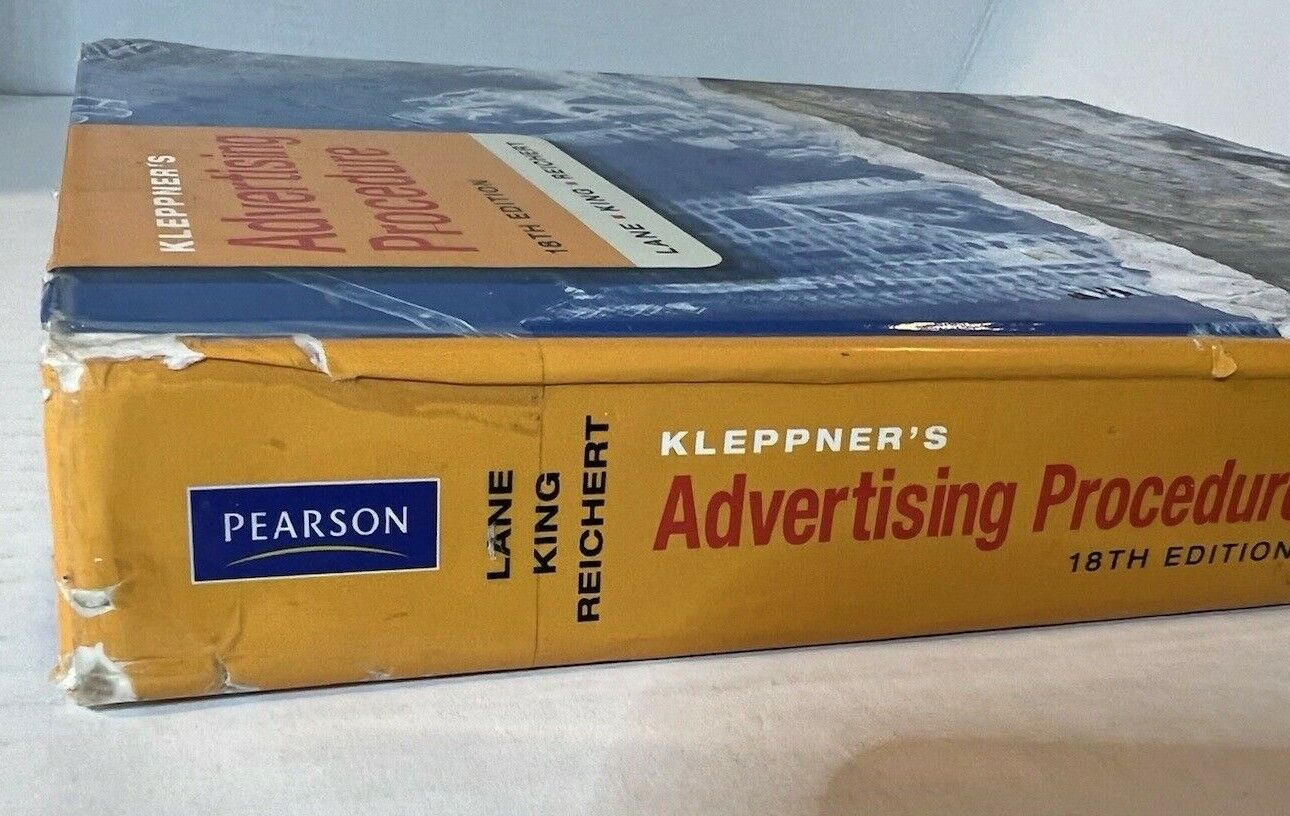 KLEPPNER'S
Advertising
Procedure
18TH EDITION
LANE KING REICHERT
PEARSON
LANE
KING
REICHERT
KLEPPNER'S
Advertising Procedure
18TH EDITION